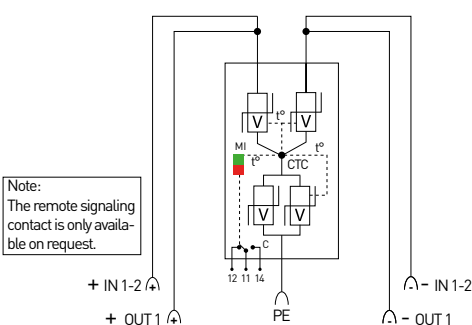 V
V
t°
t°
MI
t°
CTC
Note:
The remote signaling
contact is only availa-
ble on request.
V
V
C
12 11 14
+ IN 1-2 +
- - IN 1-2
+ OUT 1 +
PE
- - OUT 1